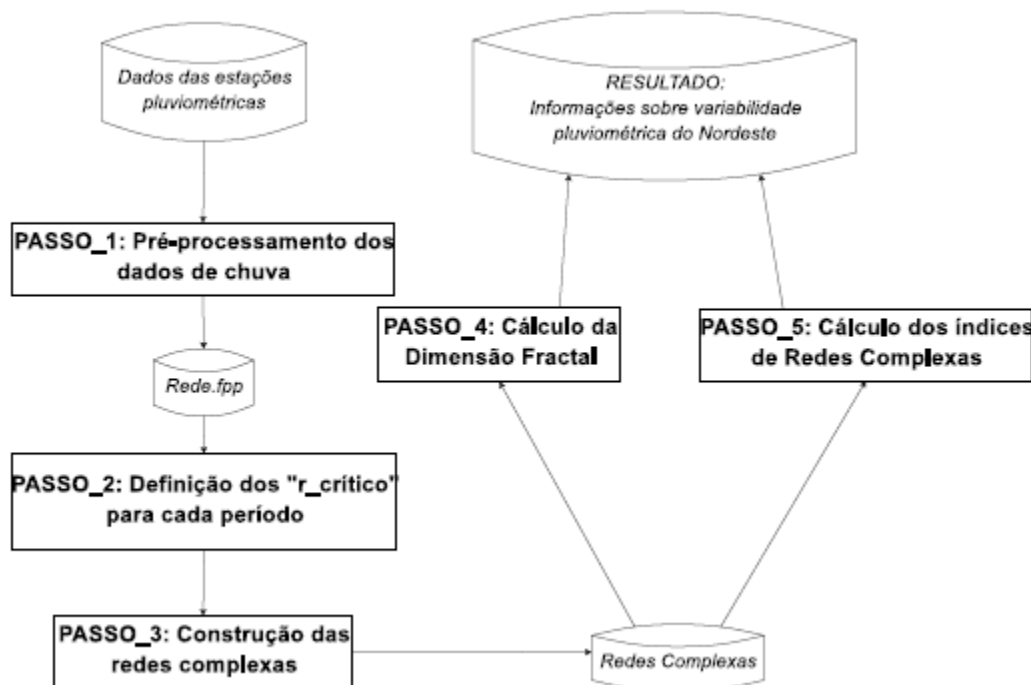 Dados das estações
pluviométricas
PASSO_1: Pré-processamento dos
dados de chuva
Rede.fpp
PASSO_2: Definição dos "r_crítico"
para cada período
PASSO_3: Construção das
redes complexas
Redes Complexas
PASSO_4: Cálculo da
Dimensão Fractal
PASSO_5: Cálculo dos índices
de Redes Complexas
RESULTADO:
Informações sobre variabilidade
pluviométrica do Nordeste